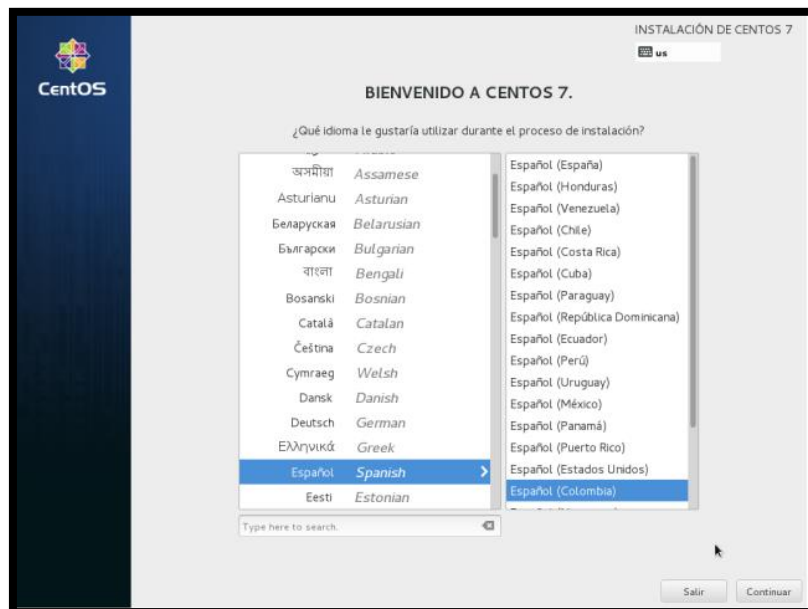 INSTALACIÓN DE CENTOS 7
us
CentOS
BIENVENIDO A CENTOS 7.
¿Qué idioma le gustaría utilizar durante el proceso de instalación?
অসমীয়া Assamese
Asturianu Asturian
Беларуская Belarusian
Български Bulgarian
বাংলা Bengali
Bosanski Bosnian
Català Catalan
Čeština Czech
Cymraeg Welsh
Dansk Danish
Deutsch German
Ελληνικά Greek
Español Spanish
Eesti Estonian
Español (España)
Español (Honduras)
Español (Venezuela)
Español (Chile)
Español (Costa Rica)
Español (Cuba)
Español (Paraguay)
Español (República Dominicana)
Español (Ecuador)
Español (Perú)
Español (Uruguay)
Español (México)
Español (Panamá)
Español (Puerto Rico)
Español (Estados Unidos)
Español (Colombia)
Type here to search.
Salir Continuar